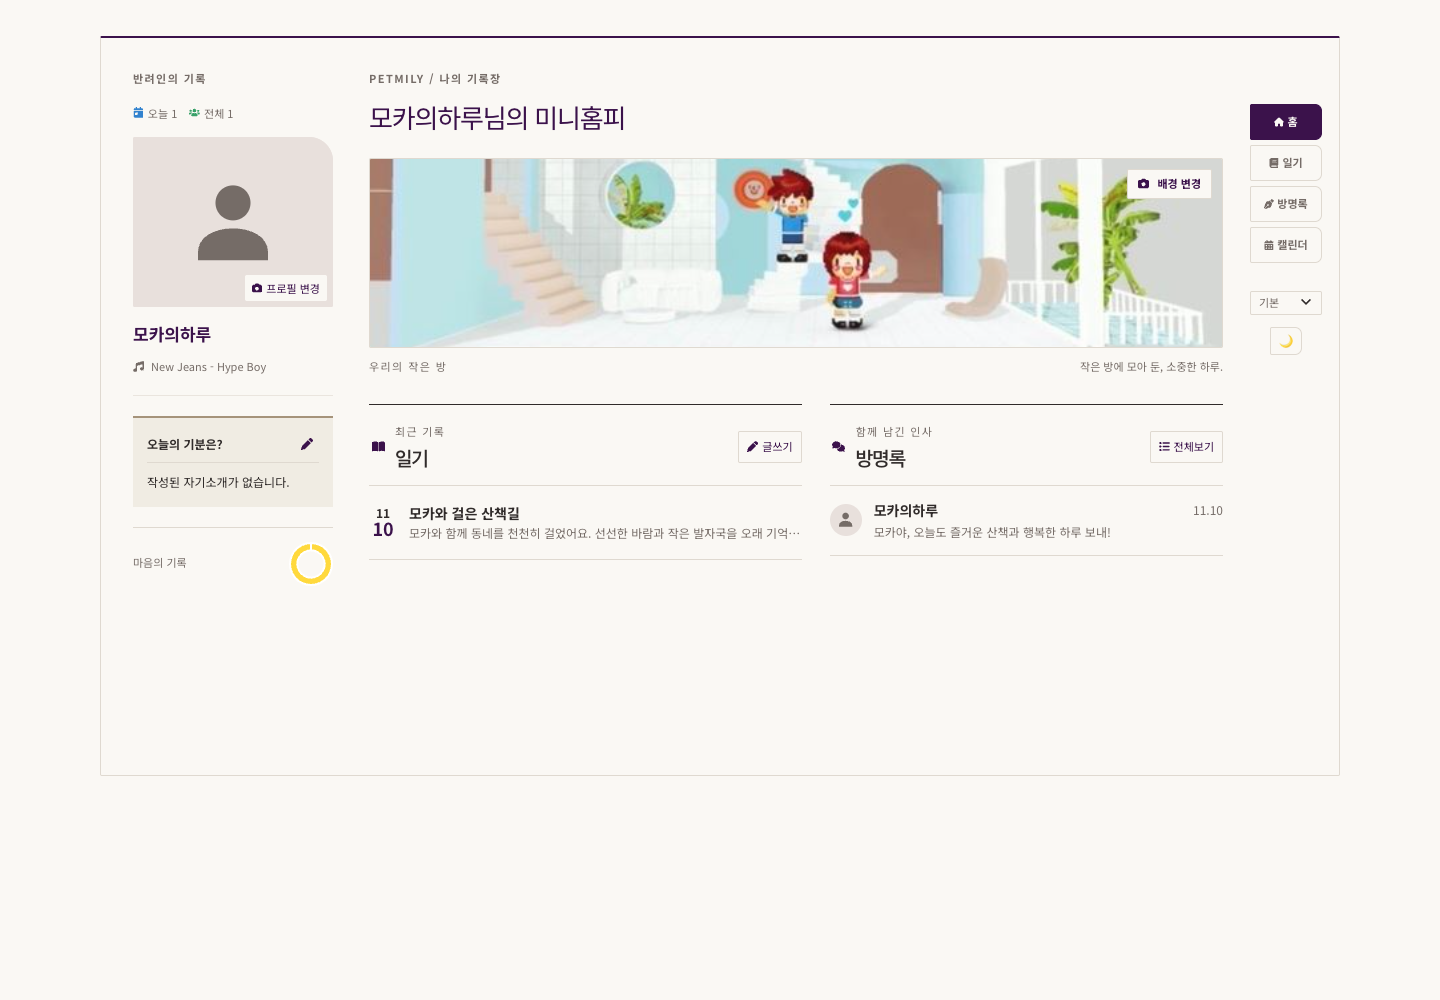 반려인의 기록
오늘 1 전체 1
프로필 변경
모카의하루
New Jeans - Hype Boy
오늘의 기분은?
작성된 자기소개가 없습니다.
마음의 기록
PETMILY / 나의 기록장
모카의하루님의 미니홈피
배경 변경
우리의 작은 방
작은 방에 모아 둔, 소중한 하루.
최근 기록
일기
글쓰기
11
10
모카와 걸은 산책길
모카와 함께 동네를 천천히 걸었어요. 선선한 바람과 작은 발자국을 오래 기억…
함께 남긴 인사
방명록
전체보기
모카의하루
11.10
모카야, 오늘도 즐거운 산책과 행복한 하루 보내!
홈
일기
방명록
캘린더
기본